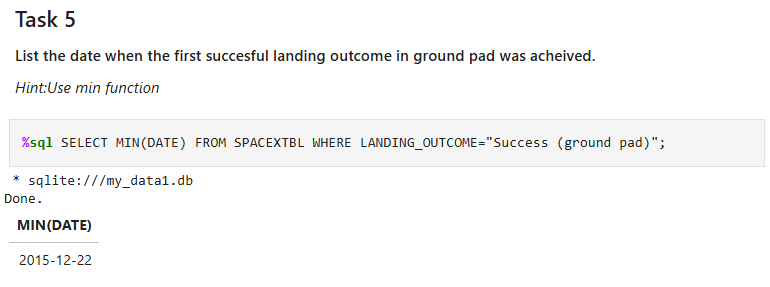 Task 5
List the date when the first succesful landing outcome in ground pad was acheived.
Hint:Use min function
%sql SELECT MIN(DATE) FROM SPACEXTBL WHERE LANDING_OUTCOME="Success (ground pad)";
* sqlite:///my_data1.db
Done.
MIN(DATE)
2015-12-22